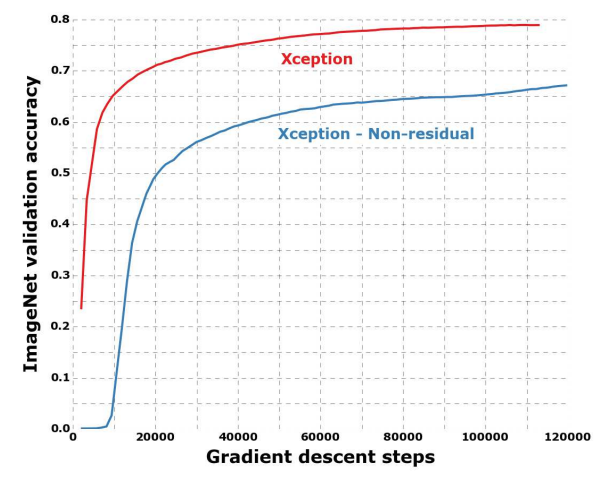 0.8
0.7
0.6
0.5
0.4
0.3
0.2
0.1
0.0
ImageNet validation accuracy
Xception
Xception - Non-residual
0 20000 40000 60000 80000 100000 120000
Gradient descent steps